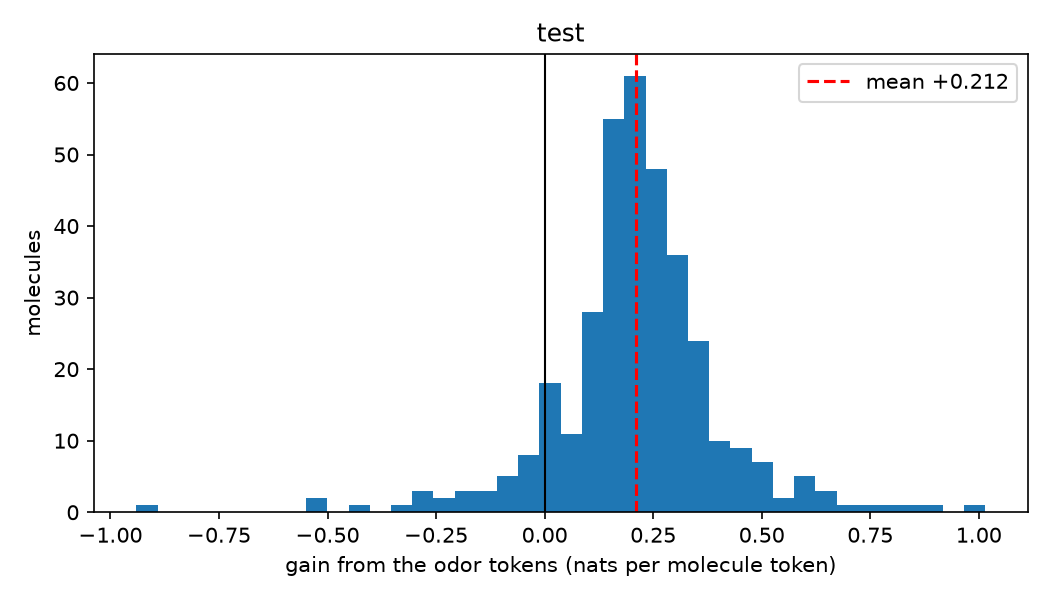 test
mean +0.212
molecules
60
50
40
30
20
10
0
−1.00 −0.75 −0.50 −0.25 0.00 0.25 0.50 0.75 1.00
gain from the odor tokens (nats per molecule token)